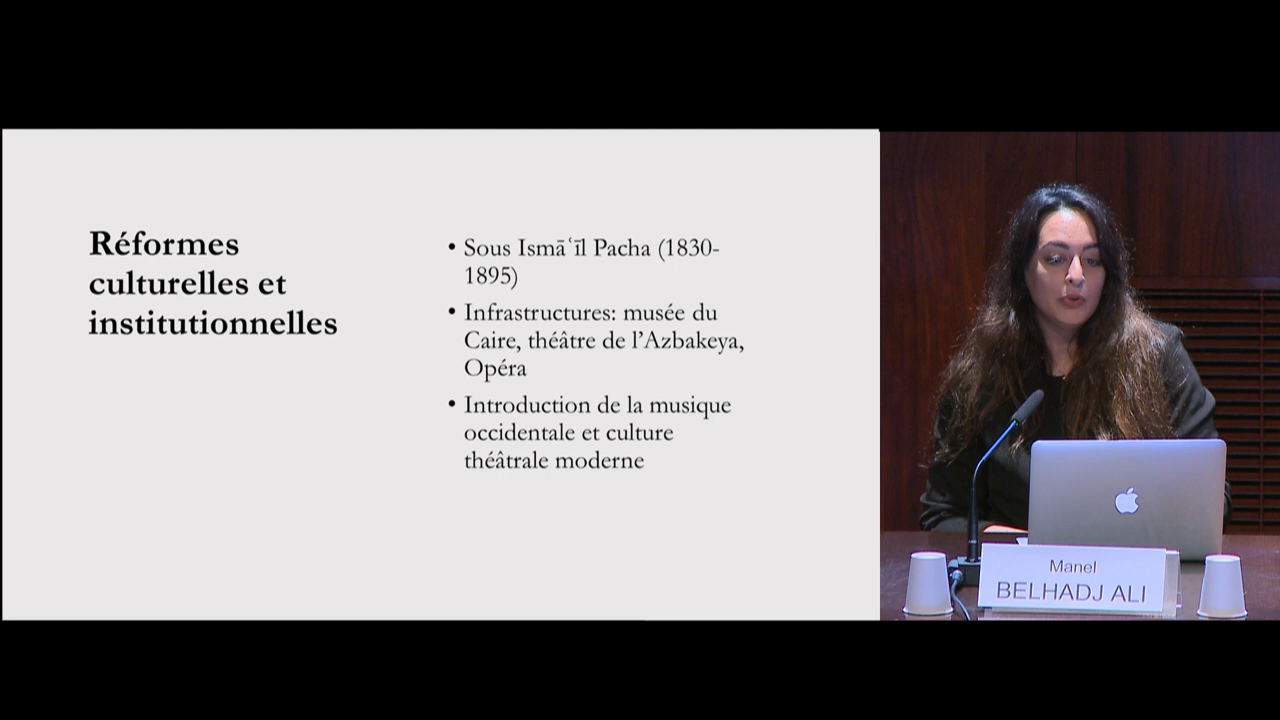 Réformes
culturelles et
institutionnelles
• Sous Ismāʿīl Pacha (1830-
1895)
• Infrastructures: musée du
Caire, théâtre de l’Azbakeya,
Opéra
• Introduction de la musique
occidentale et culture
théâtrale moderne
Manel
BELHADJ ALI